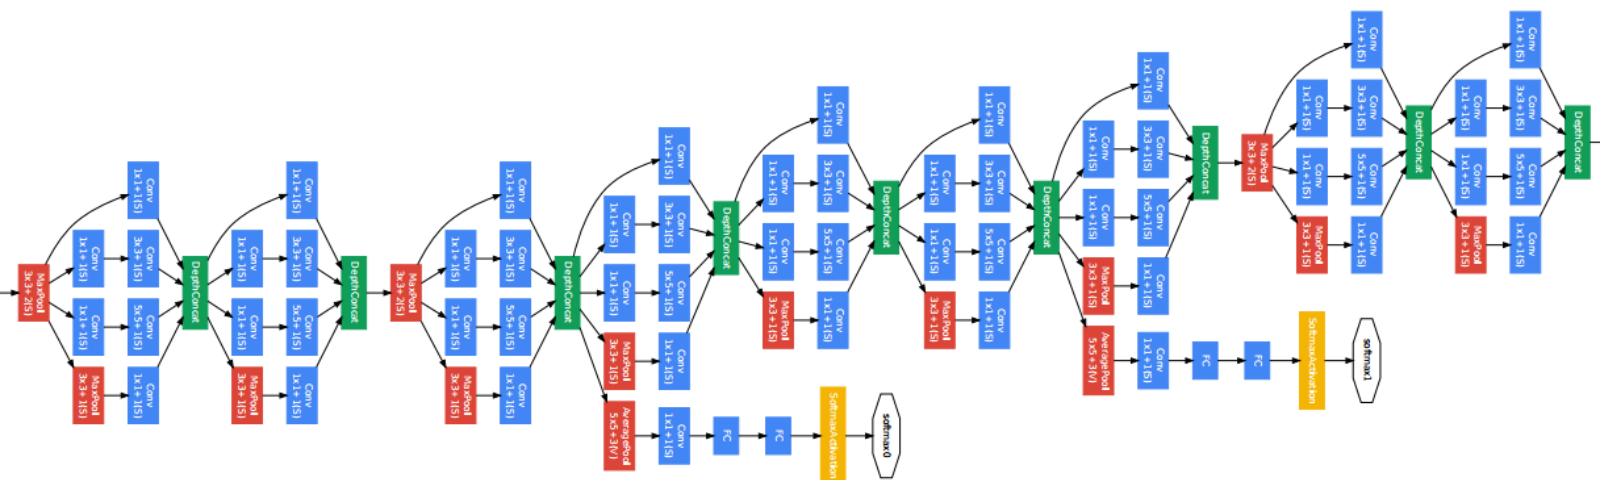 MaxPool
3x3+2(S)
Conv
1x1+1(S)
Conv
1x1+1(S)
MaxPool
3x3+1(S)
Conv
1x1+1(S)
Conv
3x3+1(S)
Conv
5x5+1(S)
Conv
1x1+1(S)
DepthConcat
Conv
1x1+1(S)
Conv
1x1+1(S)
MaxPool
3x3+1(S)
Conv
1x1+1(S)
Conv
3x3+1(S)
Conv
5x5+1(S)
Conv
1x1+1(S)
DepthConcat
MaxPool
3x3+2(S)
Conv
1x1+1(S)
Conv
1x1+1(S)
MaxPool
3x3+1(S)
Conv
1x1+1(S)
Conv
3x3+1(S)
Conv
5x5+1(S)
Conv
1x1+1(S)
DepthConcat
Conv
1x1+1(S)
Conv
1x1+1(S)
MaxPool
3x3+1(S)
AveragePool
5x5+3(V)
Conv
1x1+1(S)
Conv
3x3+1(S)
Conv
5x5+1(S)
Conv
1x1+1(S)
Conv
1x1+1(S)
DepthConcat
FC
Conv
1x1+1(S)
Conv
1x1+1(S)
MaxPool
3x3+1(S)
FC
Conv
1x1+1(S)
Conv
3x3+1(S)
Conv
5x5+1(S)
Conv
1x1+1(S)
SoftmaxActivation
DepthConcat
softmax0
Conv
1x1+1(S)
Conv
1x1+1(S)
MaxPool
3x3+1(S)
Conv
1x1+1(S)
Conv
3x3+1(S)
Conv
5x5+1(S)
Conv
1x1+1(S)
DepthConcat
Conv
1x1+1(S)
Conv
1x1+1(S)
MaxPool
3x3+1(S)
AveragePool
5x5+3(V)
Conv
1x1+1(S)
Conv
3x3+1(S)
Conv
5x5+1(S)
Conv
1x1+1(S)
Conv
1x1+1(S)
DepthConcat
FC
MaxPool
3x3+2(S)
FC
Conv
1x1+1(S)
Conv
1x1+1(S)
MaxPool
3x3+1(S)
SoftmaxActivation
Conv
1x1+1(S)
Conv
3x3+1(S)
Conv
5x5+1(S)
Conv
1x1+1(S)
softmax1
DepthConcat
Conv
1x1+1(S)
Conv
1x1+1(S)
MaxPool
3x3+1(S)
Conv
1x1+1(S)
Conv
3x3+1(S)
Conv
5x5+1(S)
Conv
1x1+1(S)
DepthConcat